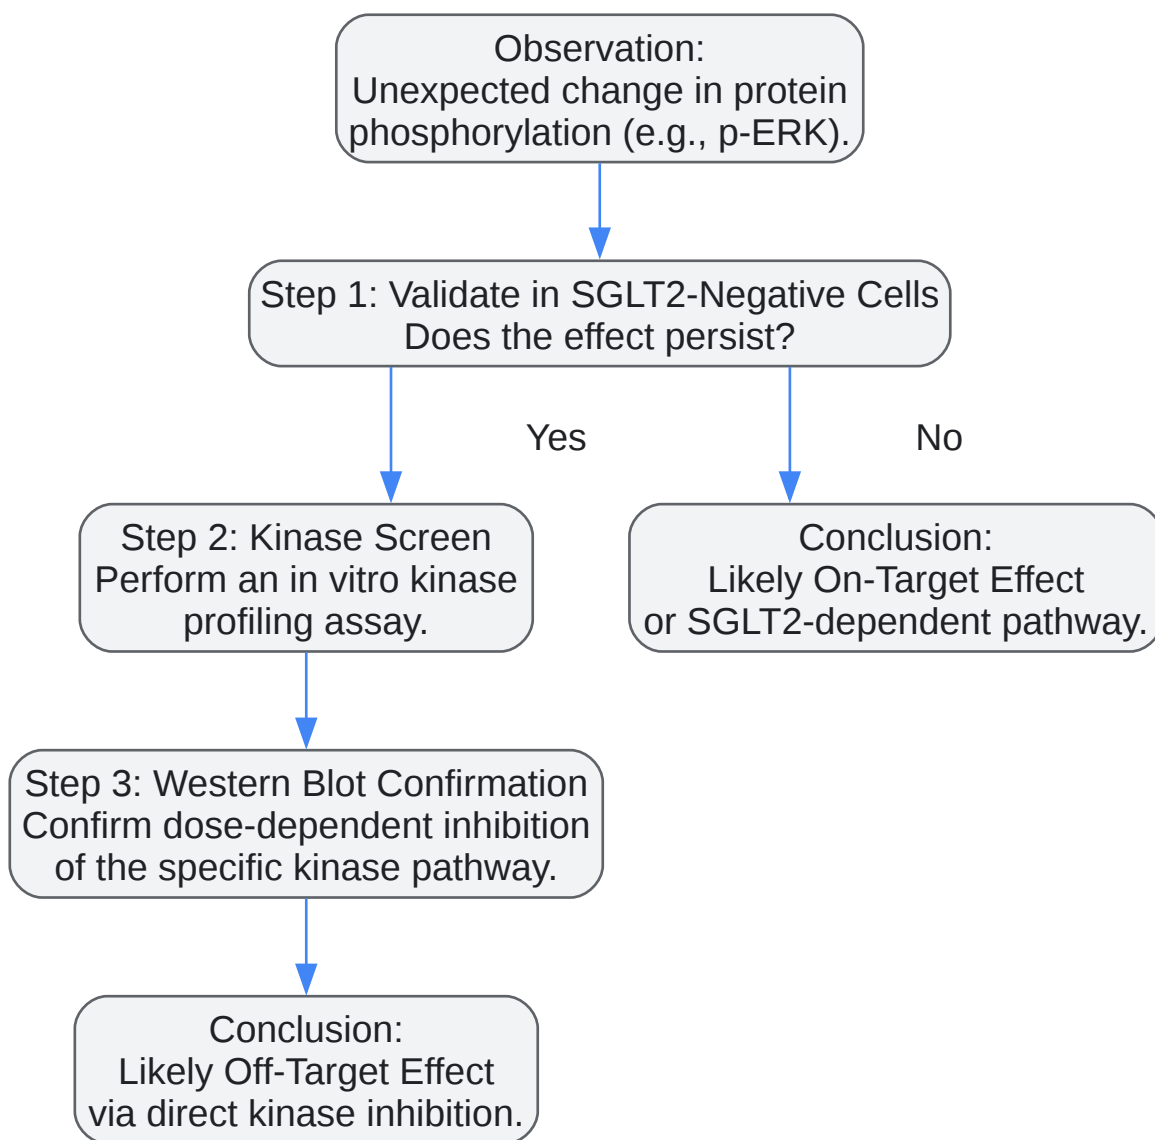 Observation:
Unexpected change in protein
phosphorylation (e.g., p-ERK).
Step 1: Validate in SGLT2-Negative Cells
Does the effect persist?
Yes
No
Step 2: Kinase Screen
Perform an in vitro kinase
profiling assay.
Conclusion:
Likely On-Target Effect
or SGLT2-dependent pathway.
Step 3: Western Blot Confirmation
Confirm dose-dependent inhibition
of the specific kinase pathway.
Conclusion:
Likely Off-Target Effect
via direct kinase inhibition.